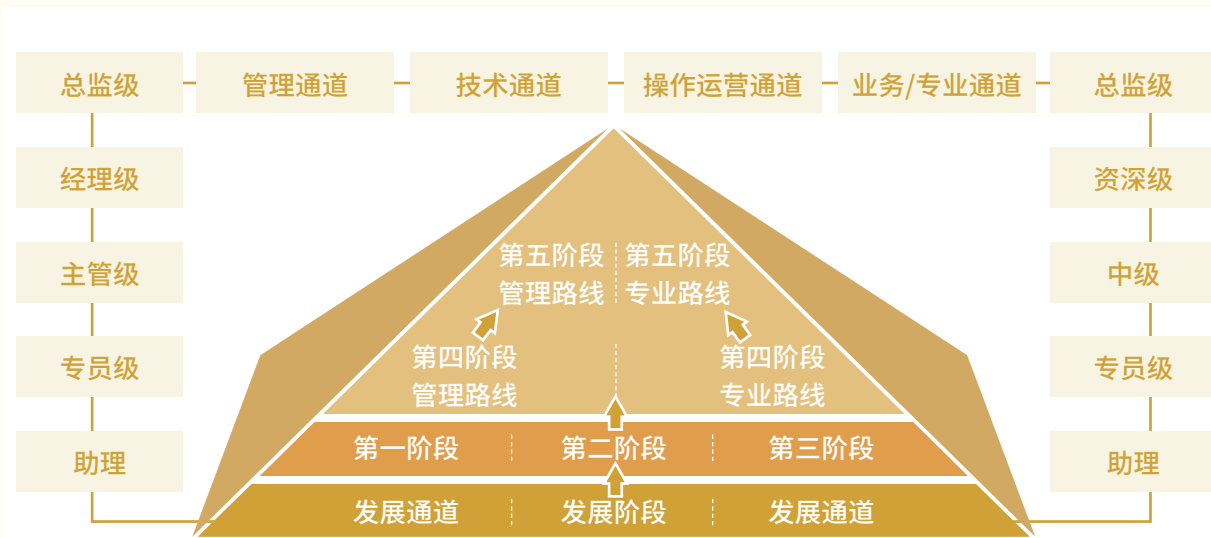 总监级 管理通道 技术通道 操作运营通道 业务/专业通道 总监级
经理级 资深级
第五阶段 第五阶段
主管级 中级
管理路线 专业路线
第四阶段 第四阶段
专员级 专员级
管理路线 专业路线
第一阶段 第二阶段 第三阶段
助理 助理
发展通道 发展阶段 发展通道